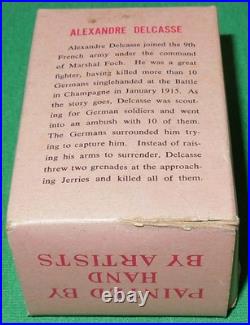 ALEXANDRE DELCASSE
Alexandre Delcasse joined the 9th
French army under the command
of Marshal Foch. He was a great
fighter, having killed more than 10
Germans singlehanded at the Battle
in Champagne in January 1915. As
the story goes, Delcasse was scout-
ing for German soldiers and went
into an ambush with 10 of them.
The Germans surrounded him try-
ing to capture him. Instead of rais-
ing his arms to surrender, Delcasse
threw two grenades at the approach-
ing Jerries and killed all of them.
PAINTED BY
HAND
BY ARTISTS